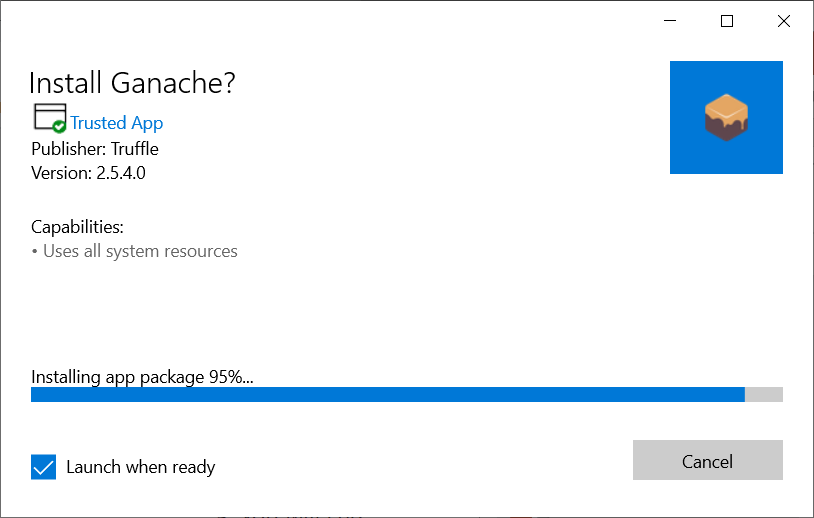 Install Ganache?
Trusted App
Publisher: Truffle
Version: 2.5.4.0
Capabilities:
• Uses all system resources
Installing app package 95%...
Launch when ready
Cancel